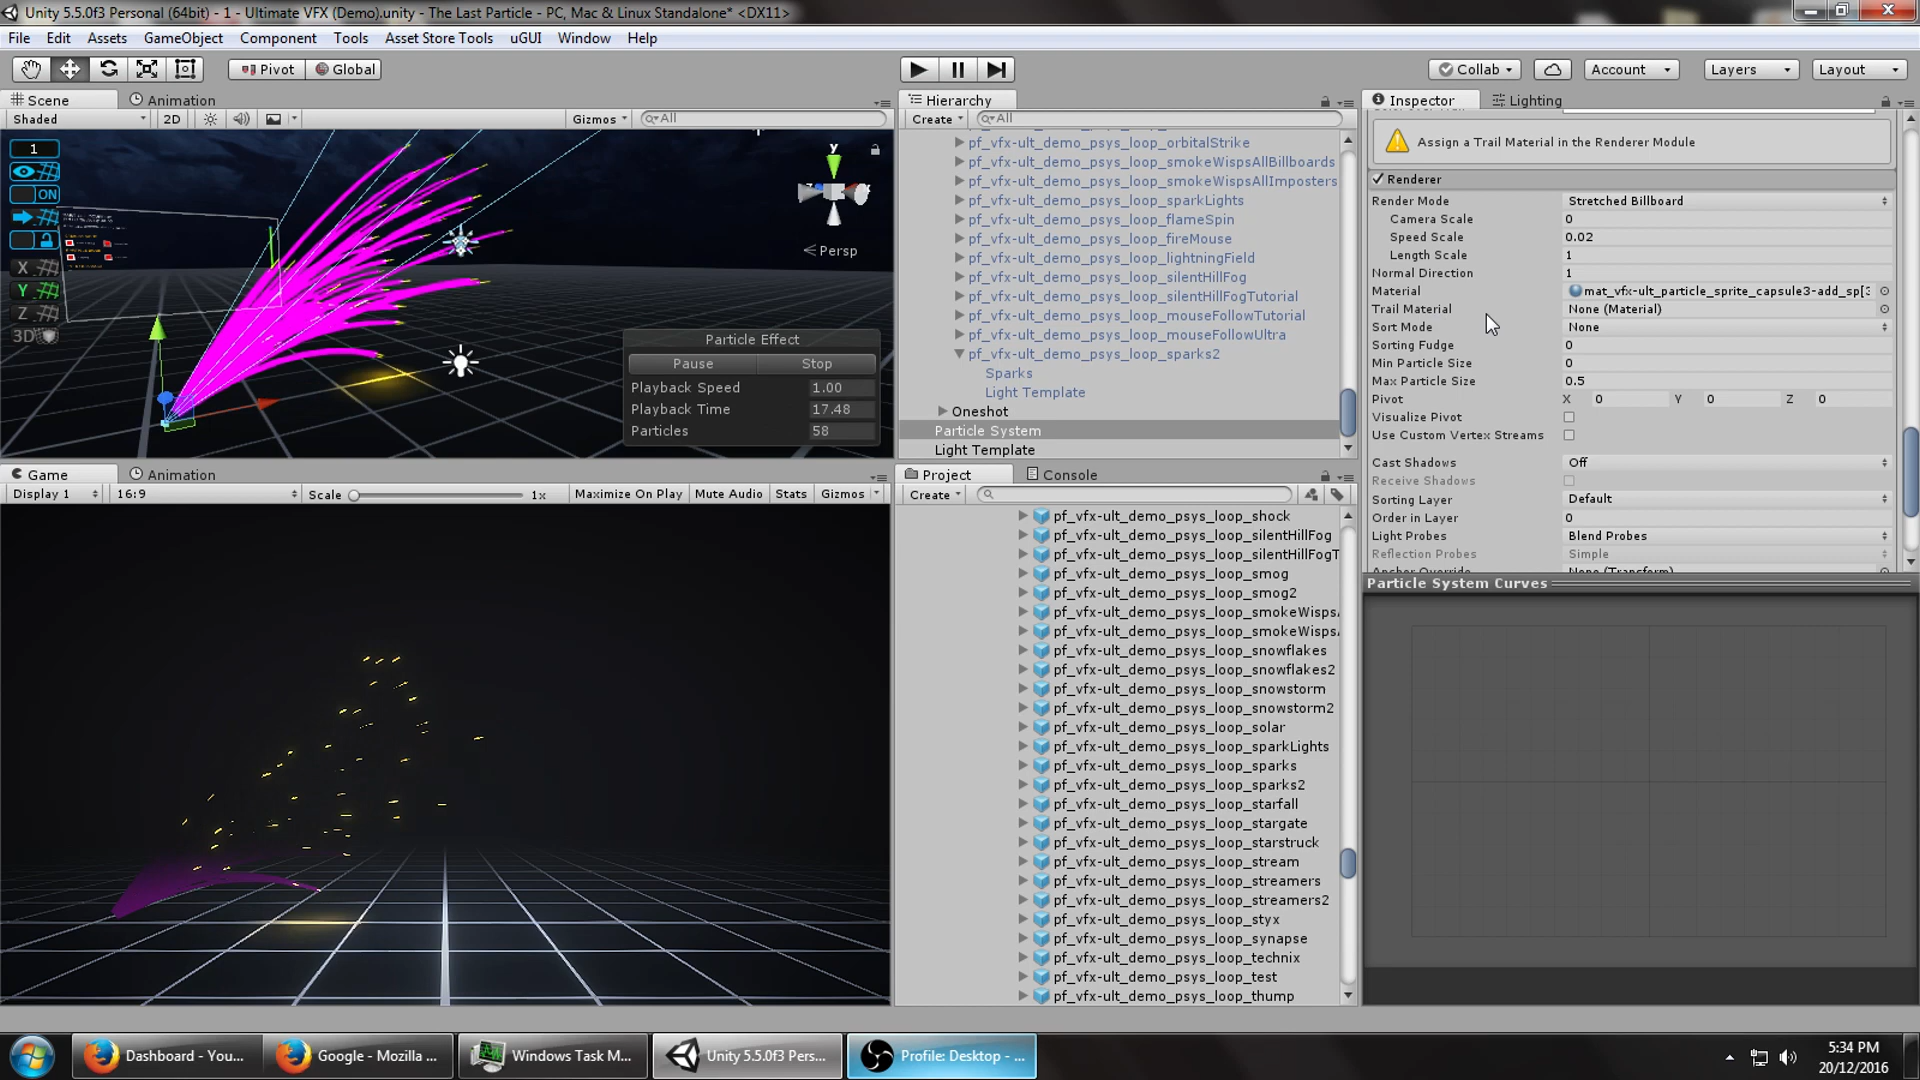 Unity 5.5.0f3 Personal (64bit) - 1 - Ultimate VFX (Demo).unity - The Last Particle - PC, Mac & Linux Standalone* <DX11>
File Edit Assets GameObject Component Tools Asset Store Tools uGUI Window Help
Pivot Global Collab Account Layers Layout
Scene Animation
Shaded 2D Gizmos All
1
ON
X
Y
Z
3D
y
Persp
Particle Effect
Pause Stop
Playback Speed 1.00
Playback Time 17.48
Particles 58
Game Animation
Display 1 16:9 Scale 1x Maximize On Play Mute Audio Stats Gizmos
Hierarchy
Create All
pf_vfx-ult_demo_psys_loop_orbitalStrike
pf_vfx-ult_demo_psys_loop_smokeWispsAllBillboards
pf_vfx-ult_demo_psys_loop_smokeWispsAllImposters
pf_vfx-ult_demo_psys_loop_sparkLights
pf_vfx-ult_demo_psys_loop_flameSpin
pf_vfx-ult_demo_psys_loop_fireMouse
pf_vfx-ult_demo_psys_loop_lightningField
pf_vfx-ult_demo_psys_loop_silentHillFog
pf_vfx-ult_demo_psys_loop_silentHillFogTutorial
pf_vfx-ult_demo_psys_loop_mouseFollowTutorial
pf_vfx-ult_demo_psys_loop_mouseFollowUltra
pf_vfx-ult_demo_psys_loop_sparks2
Sparks
Light Template
Oneshot
Particle System
Light Template
Project Console
Create
pf_vfx-ult_demo_psys_loop_shock
pf_vfx-ult_demo_psys_loop_silentHillFog
pf_vfx-ult_demo_psys_loop_silentHillFogT
pf_vfx-ult_demo_psys_loop_smog
pf_vfx-ult_demo_psys_loop_smog2
pf_vfx-ult_demo_psys_loop_smokeWisps
pf_vfx-ult_demo_psys_loop_smokeWisps
pf_vfx-ult_demo_psys_loop_snowflakes
pf_vfx-ult_demo_psys_loop_snowflakes2
pf_vfx-ult_demo_psys_loop_snowstorm
pf_vfx-ult_demo_psys_loop_snowstorm2
pf_vfx-ult_demo_psys_loop_solar
pf_vfx-ult_demo_psys_loop_sparkLights
pf_vfx-ult_demo_psys_loop_sparks
pf_vfx-ult_demo_psys_loop_sparks2
pf_vfx-ult_demo_psys_loop_starfall
pf_vfx-ult_demo_psys_loop_stargate
pf_vfx-ult_demo_psys_loop_starstruck
pf_vfx-ult_demo_psys_loop_stream
pf_vfx-ult_demo_psys_loop_streamers
pf_vfx-ult_demo_psys_loop_streamers2
pf_vfx-ult_demo_psys_loop_styx
pf_vfx-ult_demo_psys_loop_synapse
pf_vfx-ult_demo_psys_loop_technix
pf_vfx-ult_demo_psys_loop_test
pf_vfx-ult_demo_psys_loop_thump
Inspector Lighting
Assign a Trail Material in the Renderer Module
Renderer
Render Mode Stretched Billboard
Camera Scale 0
Speed Scale 0.02
Length Scale 1
Normal Direction 1
Material mat_vfx-ult_particle_sprite_capsule3-add_sp[3
Trail Material None (Material)
Sort Mode None
Sorting Fudge 0
Min Particle Size 0
Max Particle Size 0.5
Pivot X 0 Y 0 Z 0
Visualize Pivot
Use Custom Vertex Streams
Cast Shadows Off
Receive Shadows
Sorting Layer Default
Order in Layer 0
Light Probes Blend Probes
Reflection Probes Simple
Anchor Override None (Transform)
Particle System Curves
Dashboard - You...
Google - Mozilla ...
Windows Task M...
Unity 5.5.0f3 Pers...
Profile: Desktop - ...
5:34 PM
20/12/2016